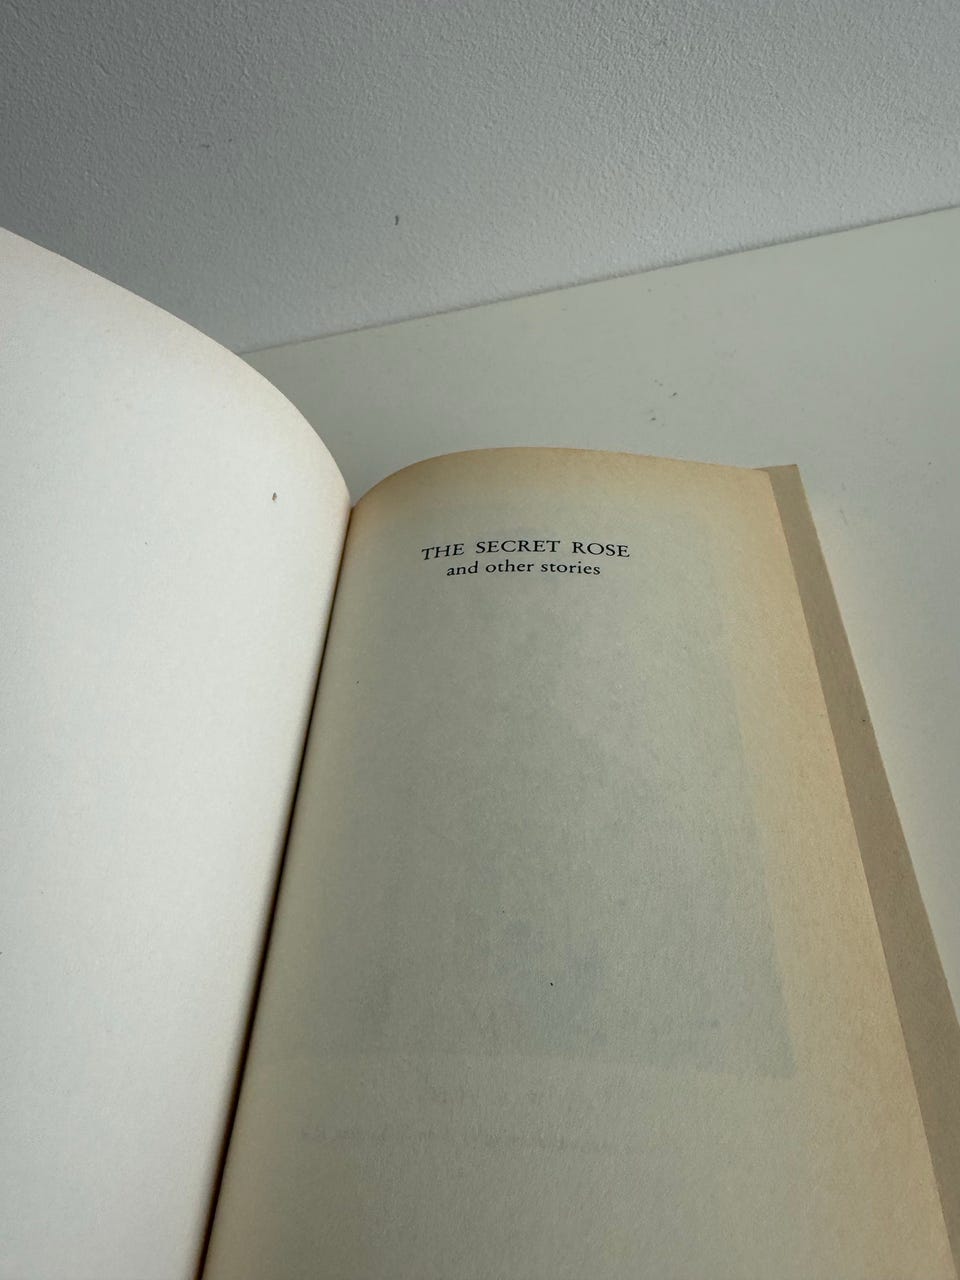 THE SECRET ROSE
and other stories